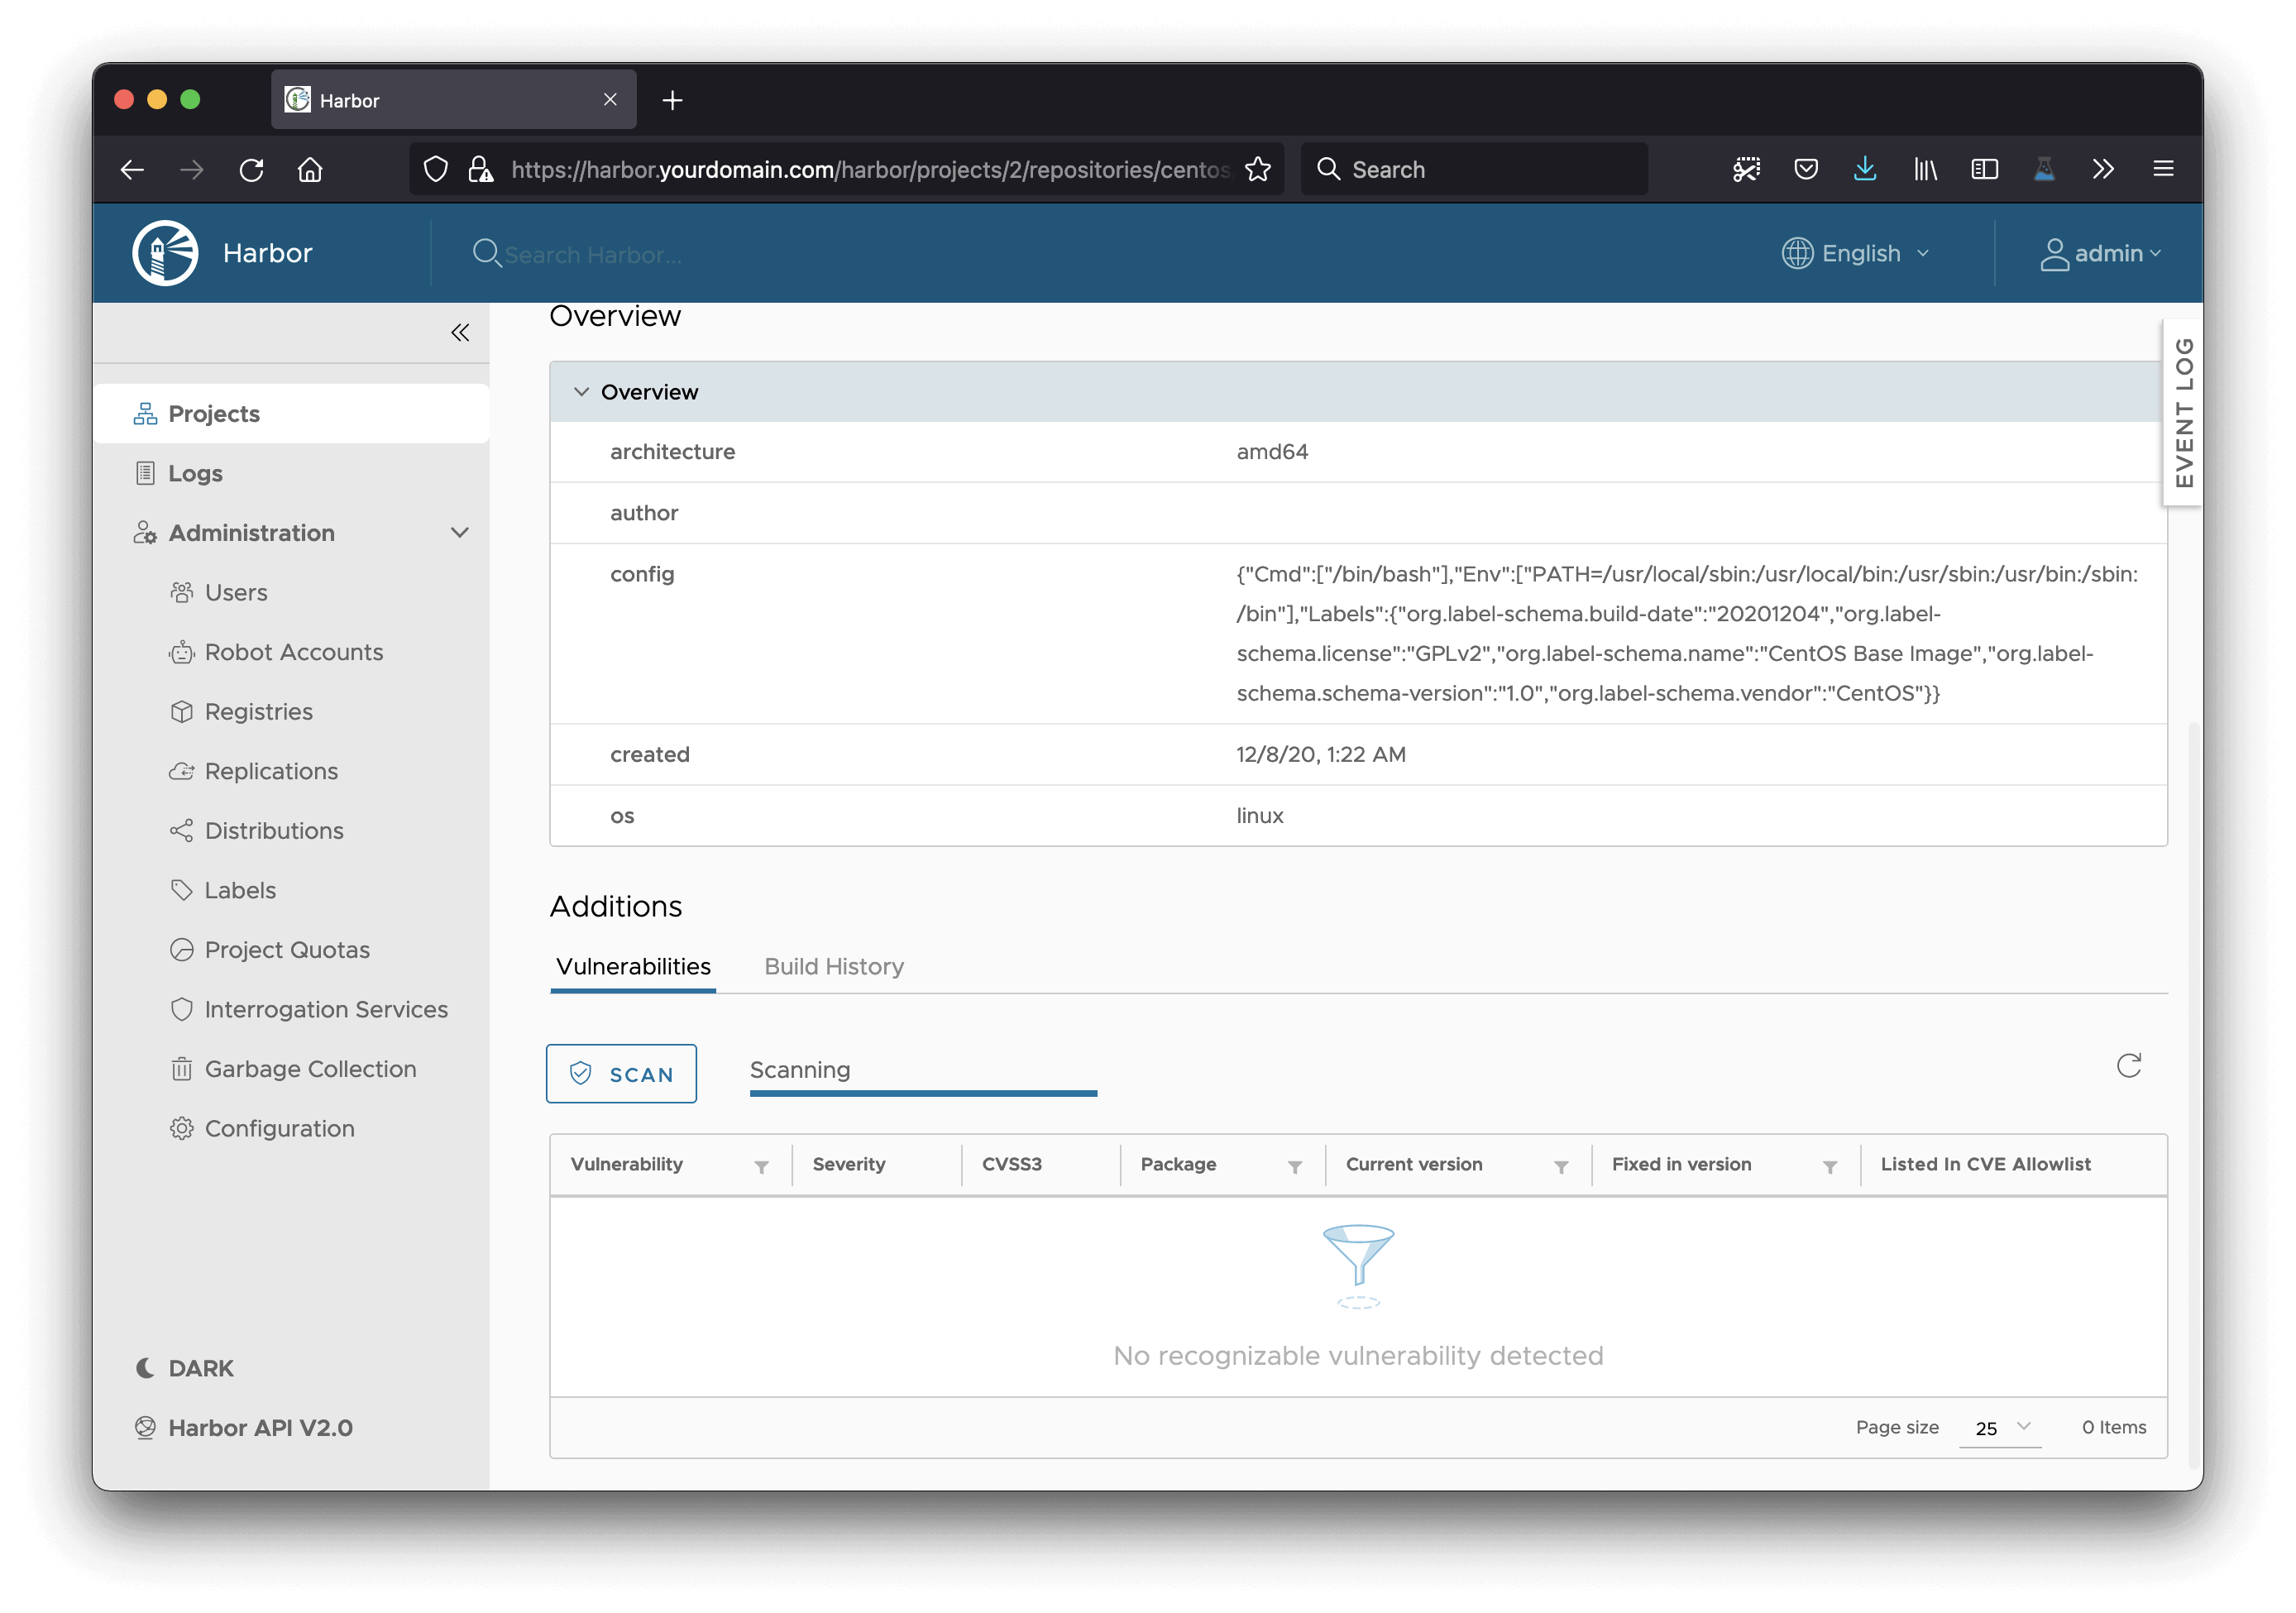 Harbor
https://harbor.yourdomain.com/harbor/projects/2/repositories/centos
Search
Harbor
Search Harbor...
English
admin
EVENT LOG
Projects
Logs
Administration
Users
Robot Accounts
Registries
Replications
Distributions
Labels
Project Quotas
Interrogation Services
Garbage Collection
Configuration
DARK
Harbor API V2.0
Overview
Overview
architecture amd64
author
config {"Cmd":["/bin/bash"],"Env":["PATH=/usr/local/sbin:/usr/local/bin:/usr/sbin:/usr/bin:/sbin:
/bin"],"Labels":{"org.label-schema.build-date":"20201204","org.label-
schema.license":"GPLv2","org.label-schema.name":"CentOS Base Image","org.label-
schema.schema-version":"1.0","org.label-schema.vendor":"CentOS"}}
created 12/8/20, 1:22 AM
os linux
Additions
Vulnerabilities Build History
SCAN Scanning
Vulnerability Severity CVSS3 Package Current version Fixed in version Listed In CVE Allowlist
No recognizable vulnerability detected
Page size 25 0 Items